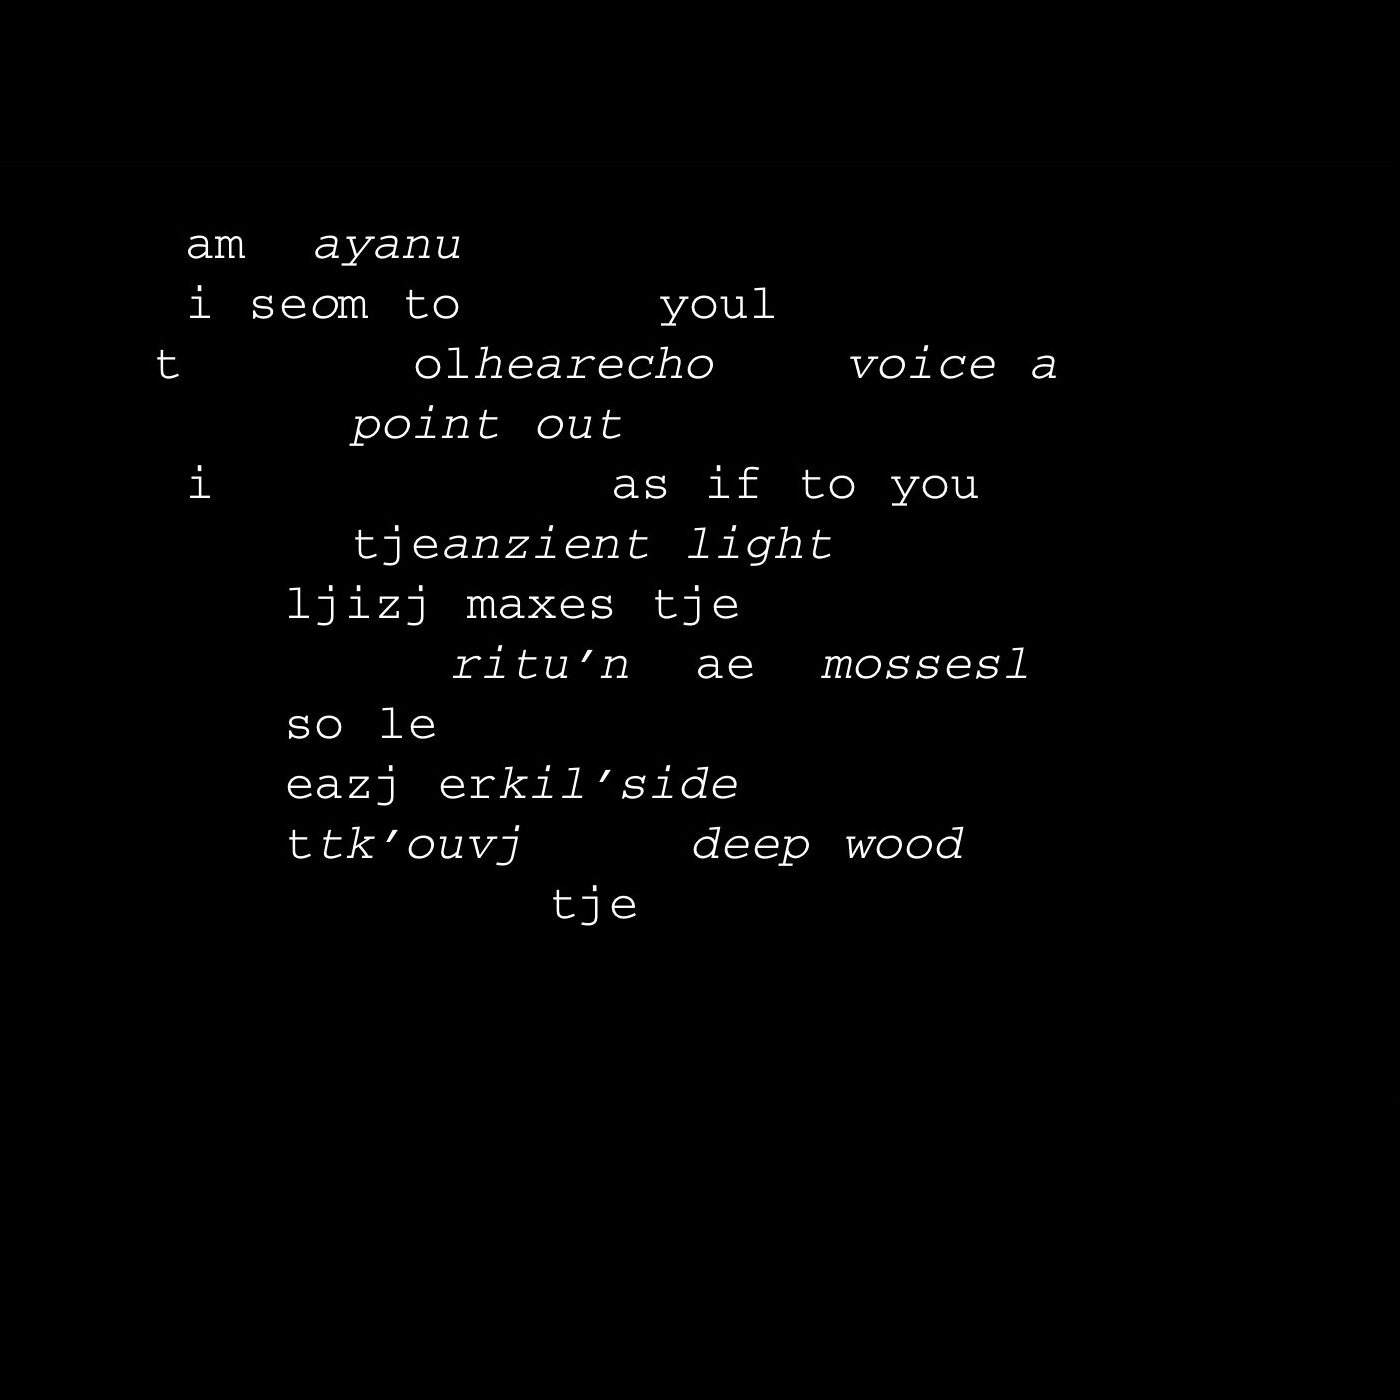 am ayanu
i seom to youl
t olhearecho voice a
point out
i as if to you
tjeanzient light
ljizj maxes tje
ritu’n ae mossesl
so le
eazj erkil’side
ttk’ouvj deep wood
tje